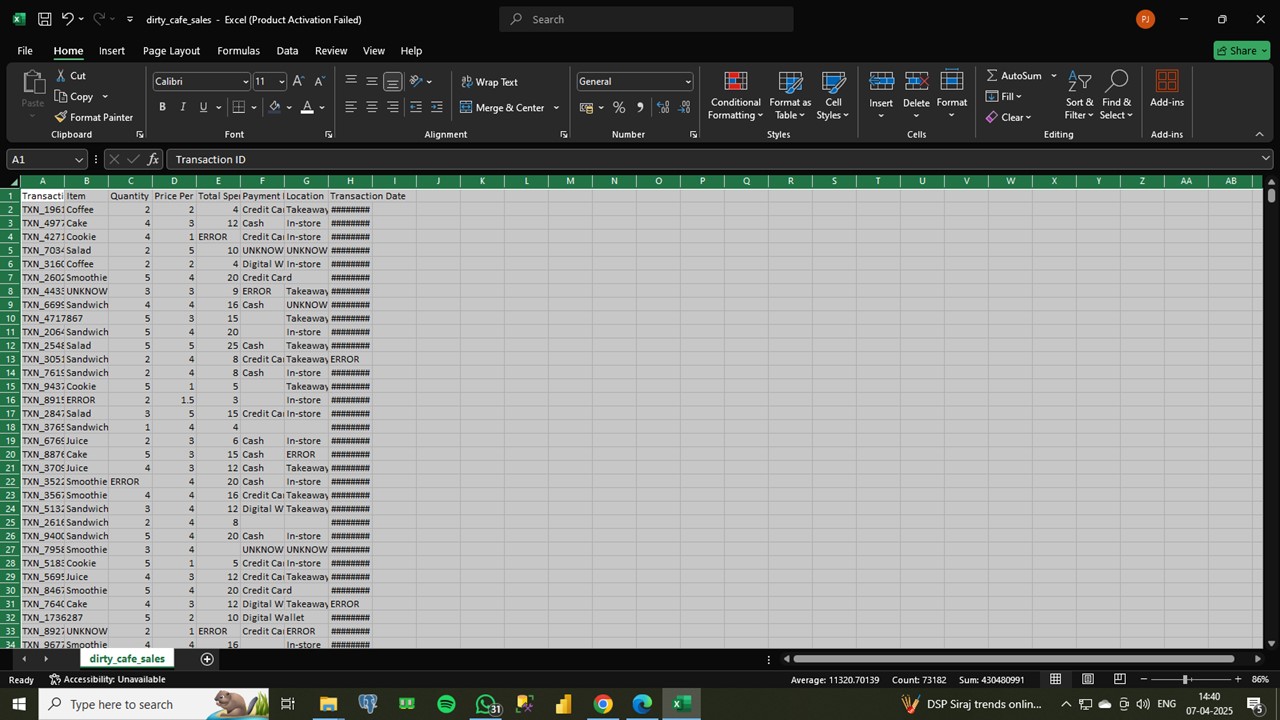 dirty_cafe_sales - Excel (Product Activation Failed)
Search
PJ
File Home Insert Page Layout Formulas Data Review View Help
Share
Paste
Cut
Copy
Format Painter
Clipboard
Calibri 11
Font
Wrap Text
Merge & Center
Alignment
General
Number
Conditional Formatting
Format as Table
Cell Styles
Styles
Insert
Delete
Format
Cells
AutoSum
Fill
Clear
Sort & Filter
Find & Select
Editing
Add-ins
Add-ins
A1 fx Transaction ID
A B C D E F G H I J K L M N O P Q R S T U V W X Y Z AA AB
1 Transacti Item Quantity Price Per Total Spe Payment Location Transaction Date
2 TXN_1961 Coffee 2 2 4 Credit Car Takeaway ########
3 TXN_4977 Cake 4 3 12 Cash In-store ########
4 TXN_4271 Cookie 4 1 ERROR Credit Car In-store ########
5 TXN_7034 Salad 2 5 10 UNKNOWN UNKNOWN ########
6 TXN_3160 Coffee 2 2 4 Digital W In-store ########
7 TXN_2602 Smoothie 5 4 20 Credit Card ########
8 TXN_4433 UNKNOW 3 3 9 ERROR Takeaway ########
9 TXN_6699 Sandwich 4 4 16 Cash UNKNOWN ########
10 TXN_4717867 5 3 15 Takeaway ########
11 TXN_2064 Sandwich 5 4 20 In-store ########
12 TXN_2548 Salad 5 5 25 Cash Takeaway ########
13 TXN_3051 Sandwich 2 4 8 Credit Car Takeaway ERROR
14 TXN_7619 Sandwich 2 4 8 Cash In-store ########
15 TXN_9437 Cookie 5 1 5 Takeaway ########
16 TXN_8915 ERROR 2 1.5 3 In-store ########
17 TXN_2847 Salad 3 5 15 Credit Car In-store ########
18 TXN_3765 Sandwich 1 4 4 ########
19 TXN_6769 Juice 2 3 6 Cash In-store ########
20 TXN_8876 Cake 5 3 15 Cash ERROR ########
21 TXN_3709 Juice 4 3 12 Cash Takeaway ########
22 TXN_3522 Smoothie ERROR 4 20 Cash In-store ########
23 TXN_3567 Smoothie 4 4 16 Credit Car Takeaway ########
24 TXN_5132 Sandwich 3 4 12 Digital W Takeaway ########
25 TXN_2616 Sandwich 2 4 8 ########
26 TXN_9400 Sandwich 5 4 20 Cash In-store ########
27 TXN_7958 Smoothie 3 4 UNKNOWN UNKNOWN ########
28 TXN_5183 Cookie 5 1 5 Credit Car In-store ########
29 TXN_5695 Juice 4 3 12 Credit Car Takeaway ########
30 TXN_8467 Smoothie 5 4 20 Credit Card ########
31 TXN_7640 Cake 4 3 12 Digital W Takeaway ERROR
32 TXN_1736287 5 2 10 Digital Wallet ########
33 TXN_8927 UNKNOW 2 1 ERROR Credit Car ERROR ########
34 TXN_9677 Smoothie 4 4 16 In-store ########
dirty_cafe_sales
Ready Accessibility: Unavailable Average: 11320.70139 Count: 73182 Sum: 430480991 86%
Type here to search
31
DSP Siraj trends onlin...
ENG
14:40
07-04-2025
5